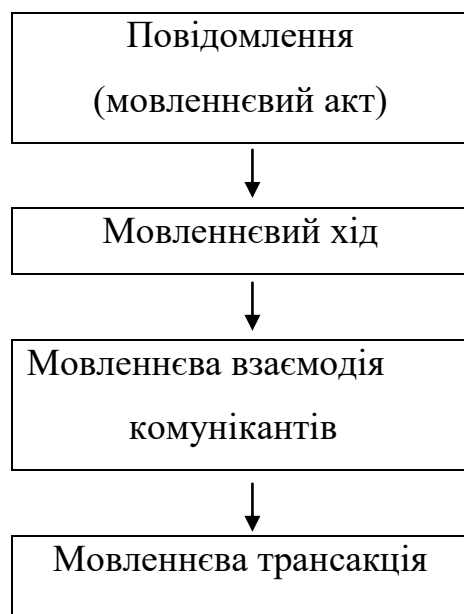 Повідомлення
(мовленнєвий акт)
Мовленнєвий хід
Мовленнєва взаємодія
комунікантів
Мовленнєва трансакція